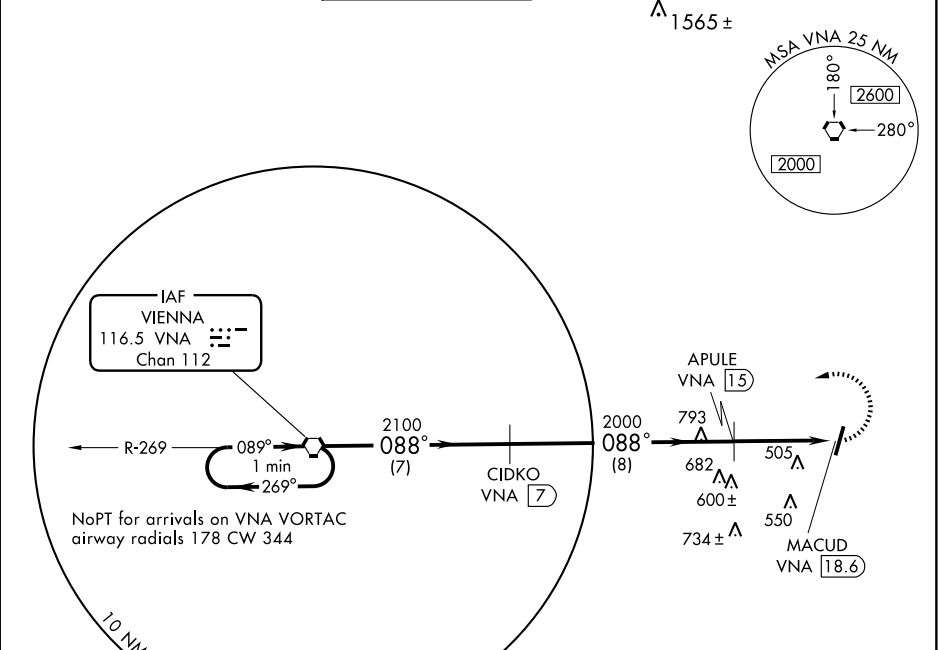 1565 ±
MSA VNA 25 NM
180°
2600
280°
2000
IAF
VIENNA
116.5 VNA
Chan 112
APULE
VNA 15
R-269
089°
1 min
269°
2100
088°
(7)
2000
088°
(8)
793
682
600 ±
505
550
734 ±
CIDKO
VNA 7
NoPT for arrivals on VNA VORTAC
airway radials 178 CW 344
MACUD
VNA 18.6
10 NM